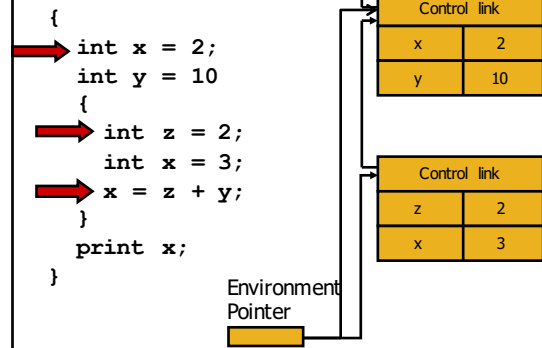 {
int x = 2;
int y = 10
{
int z = 2;
int x = 3;
x = z + y;
}
print x;
}
Control link
x 2
y 10
Control link
z 2
x 3
Environment
Pointer